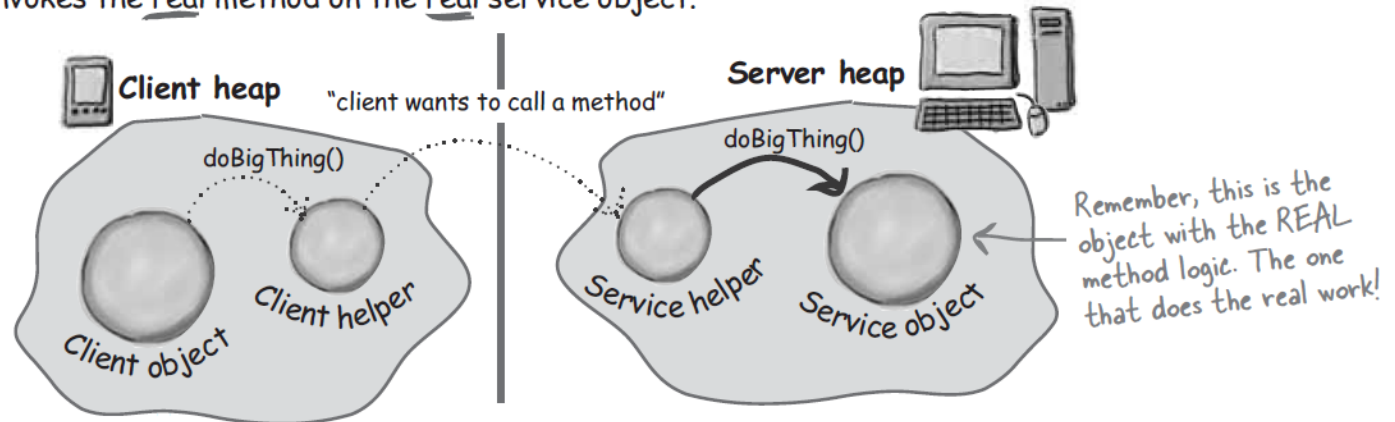 invokes the real method on the real service object.
Client heap
Server heap
“client wants to call a method”
doBigThing()
doBigThing()
Client object
Client helper
Service helper
Service object
Remember, this is the
object with the REAL
method logic. The one
that does the real work!